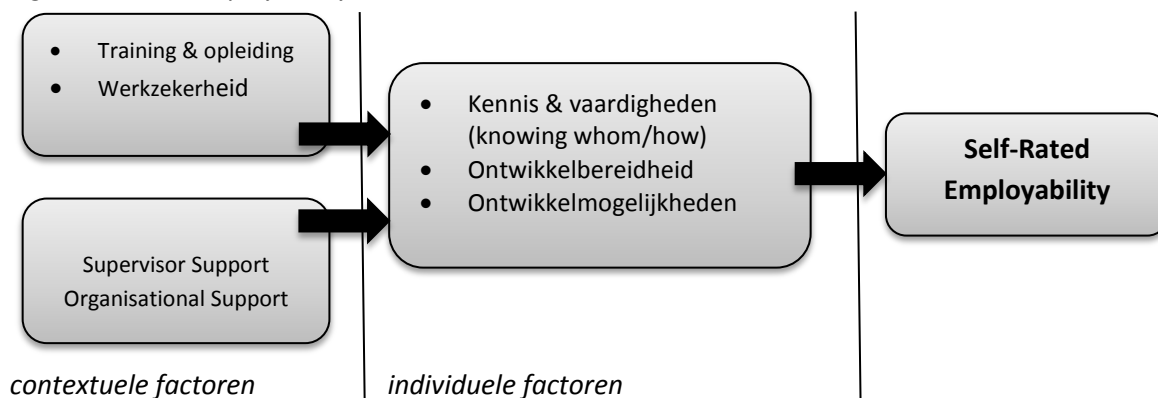 • Training & opleiding
• Werkzekerheid
• Kennis & vaardigheden
(knowing whom/how)
• Ontwikkelbereidheid
• Ontwikkelmogelijkheden
Self-Rated
Employability
Supervisor Support
Organisational Support
contextuele factoren
individuele factoren